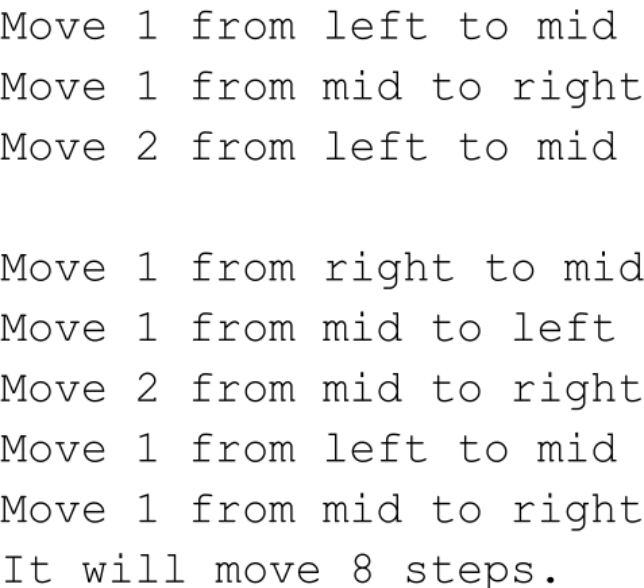 Move 1 from left to mid
Move 1 from mid to right
Move 2 from left to mid
Move 1 from right to mid
Move 1 from mid to left
Move 2 from mid to right
Move 1 from left to mid
Move 1 from mid to right
It will move 8 steps.